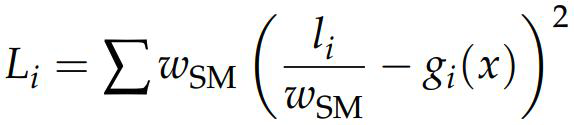 L_i = \sum w_{\mathrm{SM}} \left( \frac{l_i}{w_{\mathrm{SM}}} - g_i(x) \right)^2